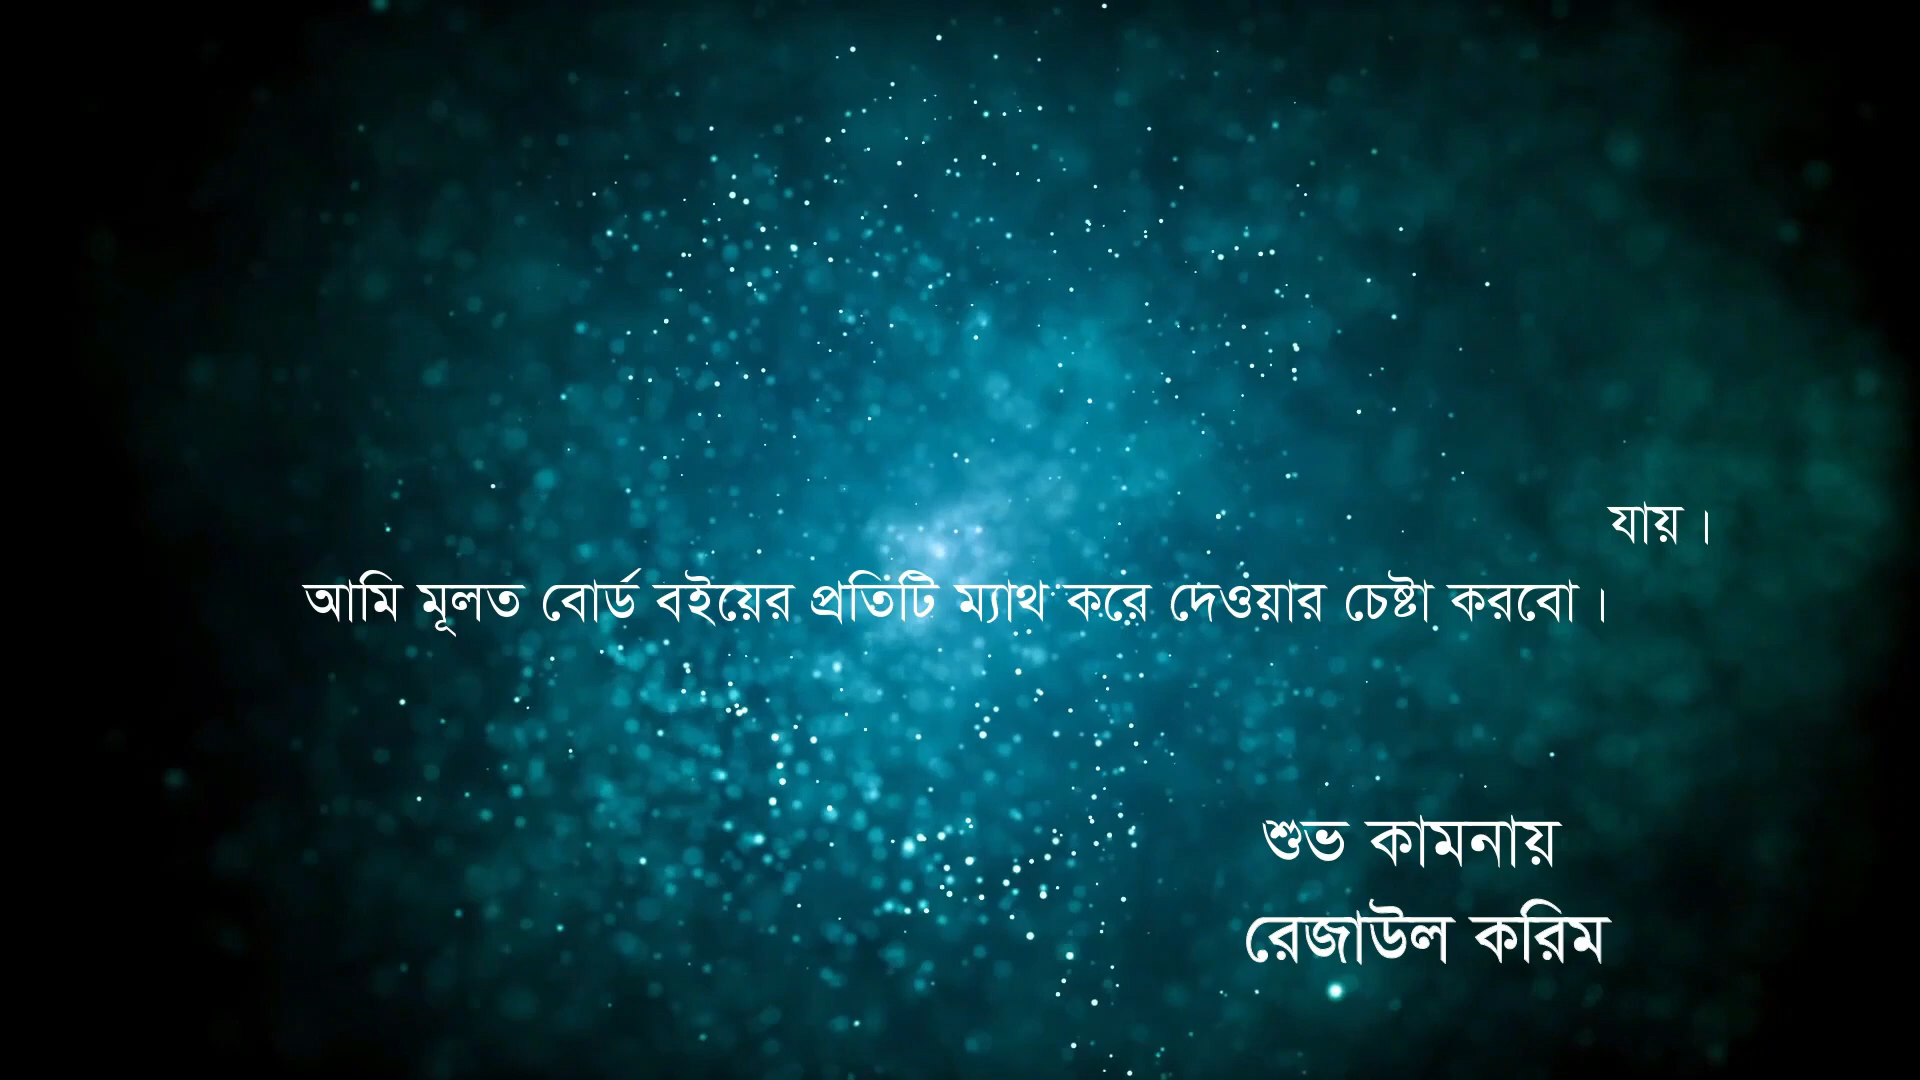 যায়।
আমি মূলত বোর্ড বইয়ের প্রতিটি ম্যাথ করে দেওয়ার চেষ্টা করবো।
শুভ কামনায়
রেজাউল করিম